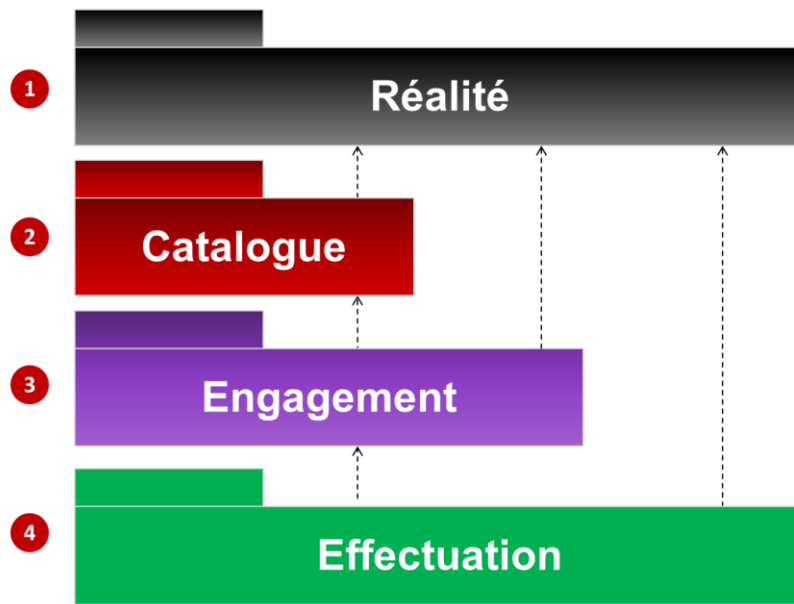 1
Réalité
2
Catalogue
3
Engagement
4
Effectuation